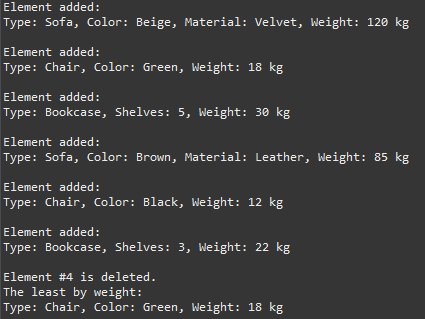 Element added:
Type: Sofa, Color: Beige, Material: Velvet, Weight: 120 kg
Element added:
Type: Chair, Color: Green, Weight: 18 kg
Element added:
Type: Bookcase, Shelves: 5, Weight: 30 kg
Element added:
Type: Sofa, Color: Brown, Material: Leather, Weight: 85 kg
Element added:
Type: Chair, Color: Black, Weight: 12 kg
Element added:
Type: Bookcase, Shelves: 3, Weight: 22 kg
Element #4 is deleted.
The least by weight:
Type: Chair, Color: Green, Weight: 18 kg